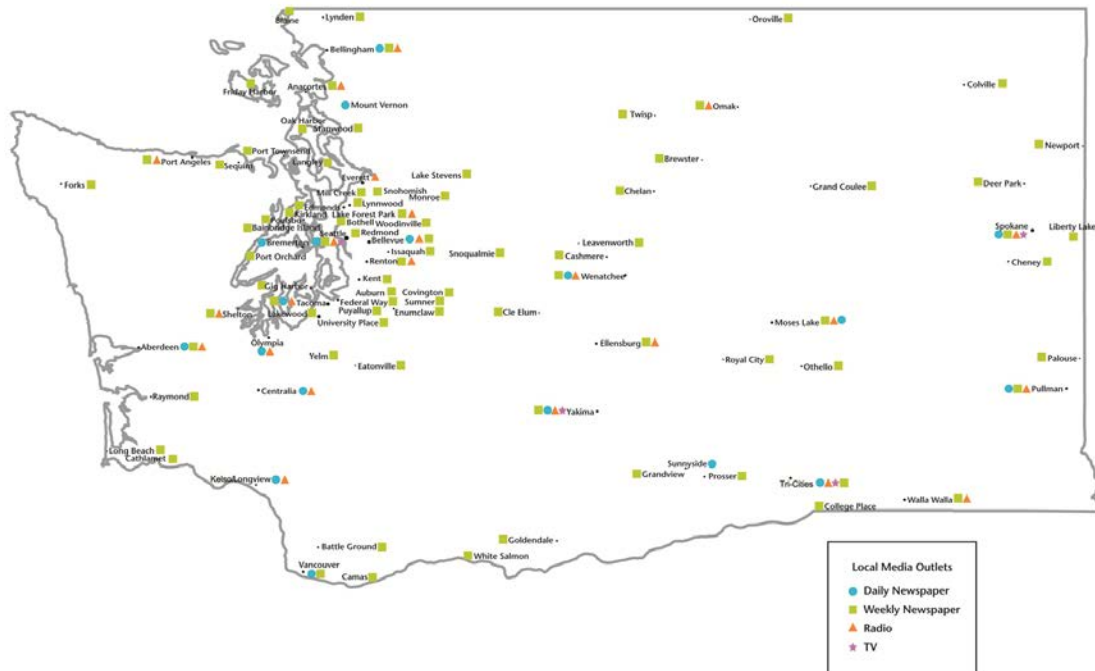 Blaine
Lynden
Oroville
Bellingham
Friday Harbor
Anacortes
Colville
Mount Vernon
Omak
Twisp
Oak Harbor
Stanwood
Port Townsend
Newport
Port Angeles
Sequim
Langley
Brewster
Everett
Lake Stevens
Forks
Mill Creek
Snohomish
Monroe
Chelan
Grand Coulee
Deer Park
Edmonds
Lynnwood
Kirkland
Lake Forest Park
Poulsbo
Bothell
Woodinville
Bainbridge Island
Seattle
Redmond
Spokane
Liberty Lake
Bremerton
Bellevue
Leavenworth
Issaquah
Snoqualmie
Cashmere
Port Orchard
Renton
Cheney
Kent
Wenatchee
Gig Harbor
Auburn
Covington
Tacoma
Federal Way
Sumner
Shelton
Lakewood
Puyallup
Enumclaw
Cle Elum
University Place
Moses Lake
Olympia
Aberdeen
Ellensburg
Yelm
Eatonville
Royal City
Othello
Palouse
Centralia
Pullman
Raymond
Yakima
Long Beach
Cathlamet
Sunnyside
Kelso/Longview
Grandview
Prosser
Tri-Cities
Walla Walla
College Place
Goldendale
Battle Ground
White Salmon
Vancouver
Camas
Local Media Outlets
Daily Newspaper
Weekly Newspaper
Radio
TV